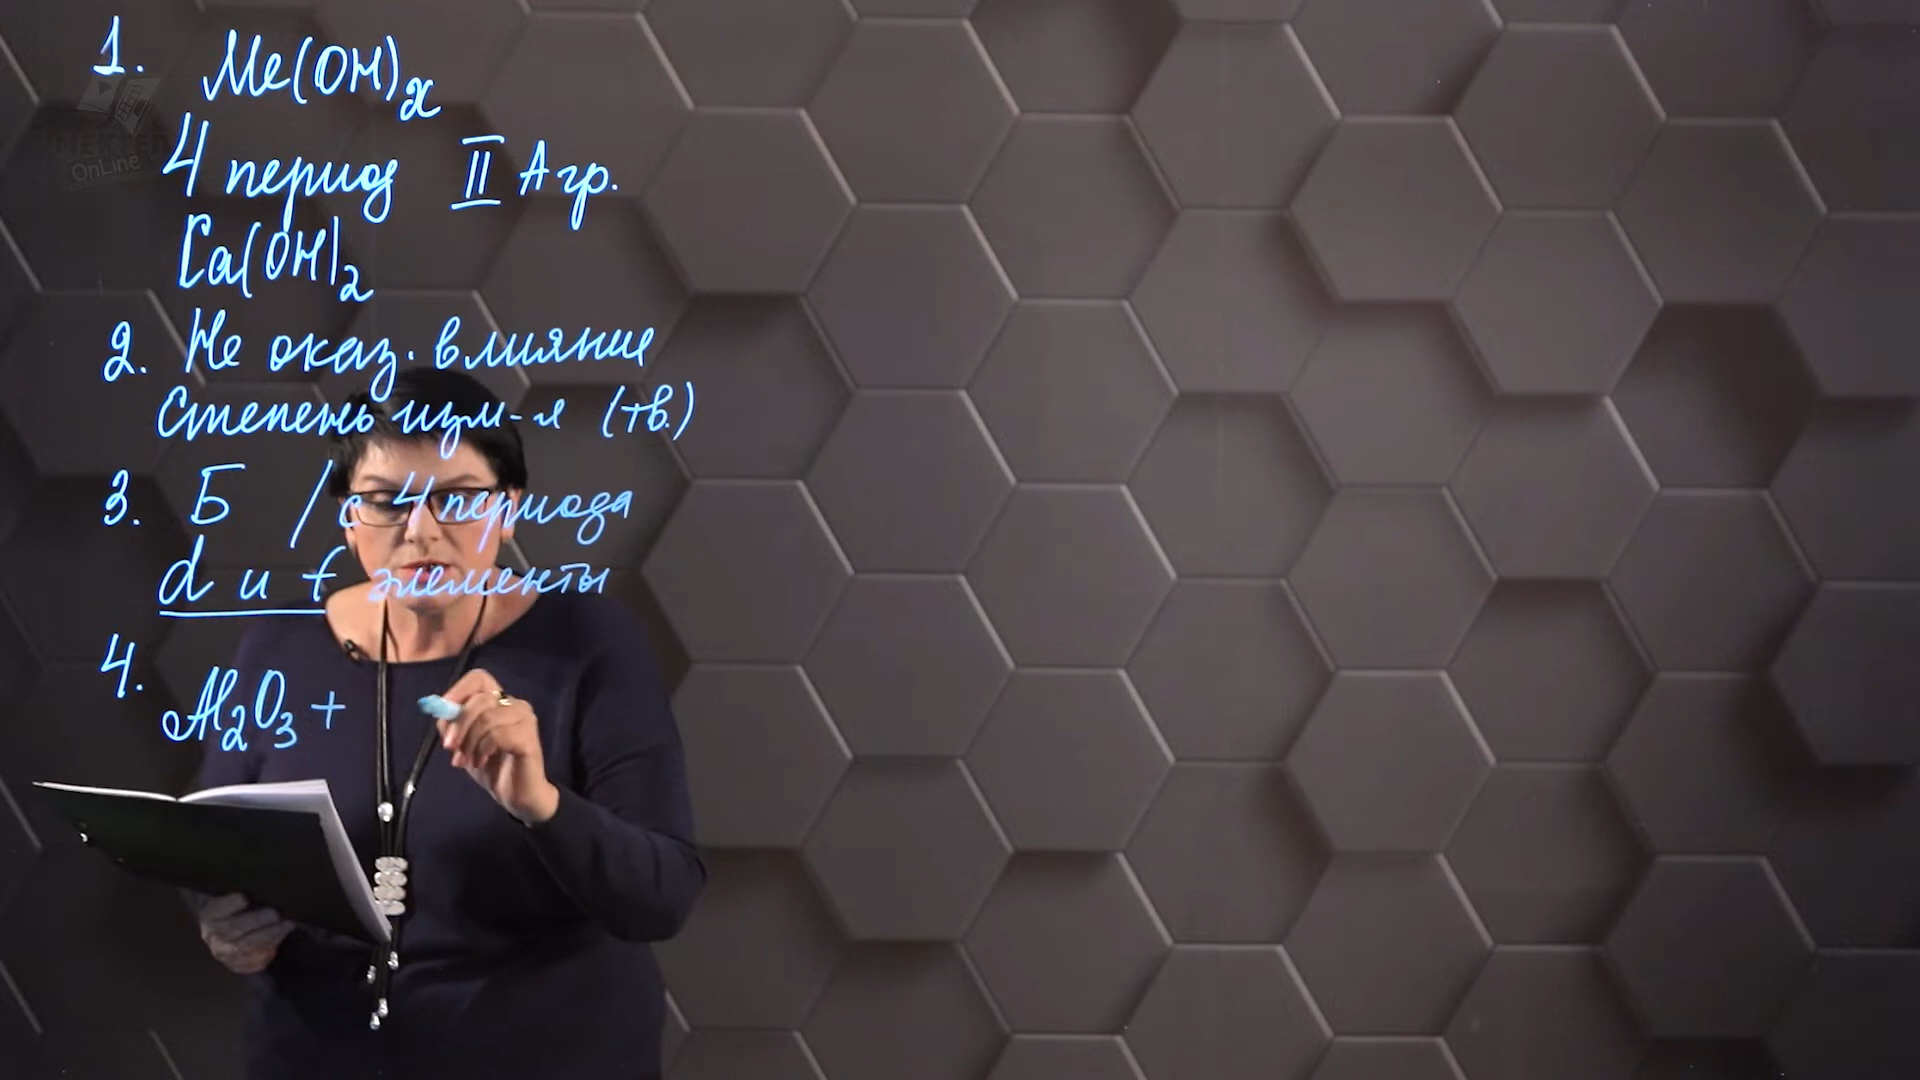 1. Me(OH)x
4 период II А гр.
Ca(OH)2
2. Не оказ. влияние
Степень изм-я (тв.)
3. Б / с 4 периода
d и f элементы
4. Al2O3 +
OnLine